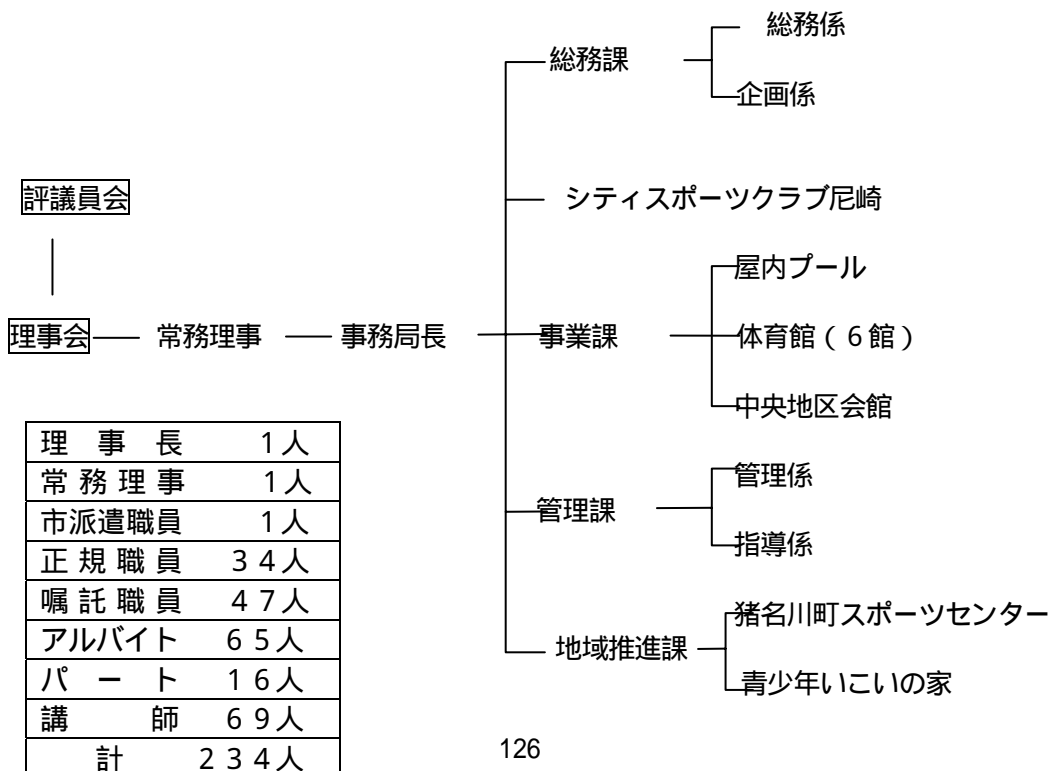 総務係
総務課
企画係
評議員会
シティスポーツクラブ尼崎
屋内プール
理事会
常務理事
事務局長
事業課
体育館（６館）
中央地区会館
管理係
管理課
指導係
猪名川町スポーツセンター
地域推進課
青少年いこいの家
理　事　長　　1人
常 務 理 事　　1人
市派遣職員　　1人
正 規 職 員　３４人
嘱 託 職 員　４７人
アルバイト　６５人
パ　ー　ト　１６人
講　　　師　６９人
計　　２３４人
126